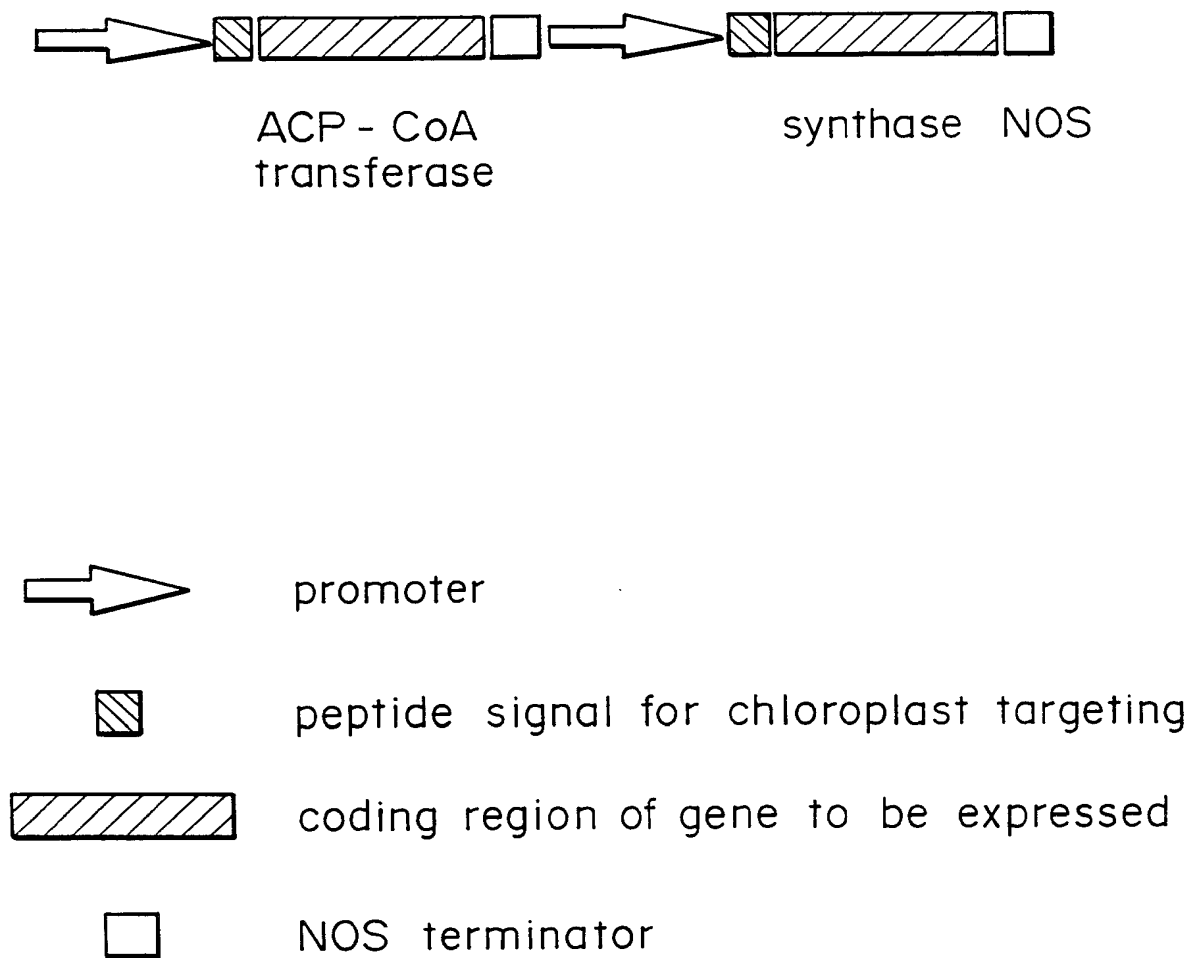 ACP - CoA
transferase
synthase NOS
promoter
peptide signal for chloroplast targeting
coding region of gene to be expressed
NOS terminator